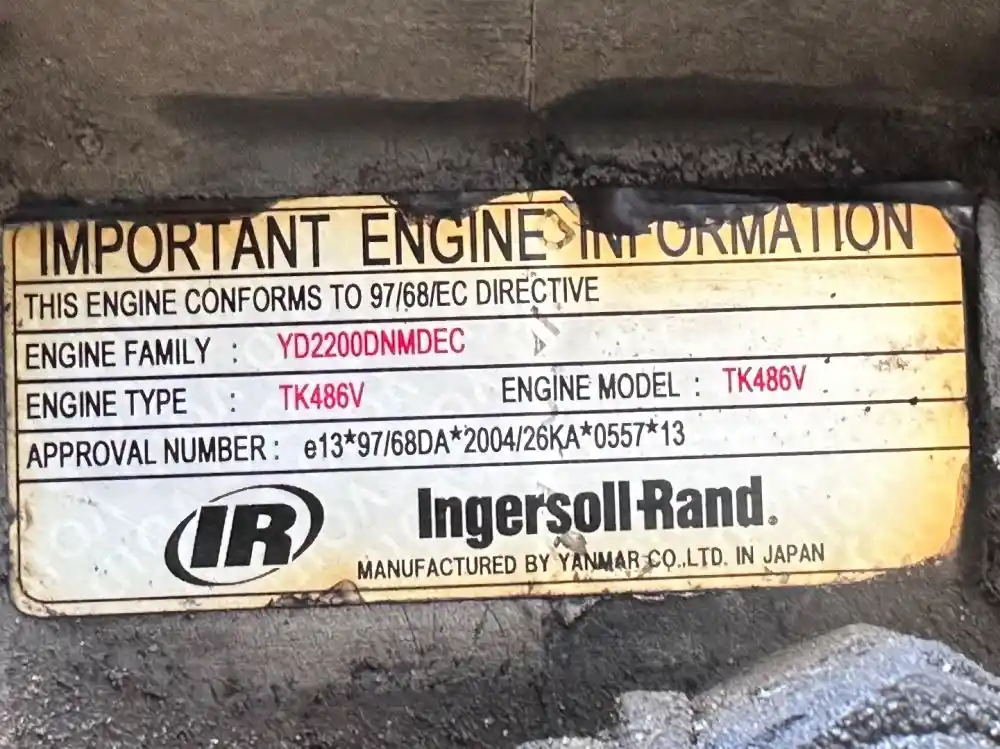 IMPORTANT ENGINE INFORMATION
THIS ENGINE CONFORMS TO 97/68/EC DIRECTIVE
ENGINE FAMILY : YD2200DNMDEC
ENGINE TYPE : TK486V ENGINE MODEL : TK486V
APPROVAL NUMBER : e13*97/68DA*2004/26KA*0557*13
IR Ingersoll-Rand.
MANUFACTURED BY YANMAR CO.,LTD. IN JAPAN